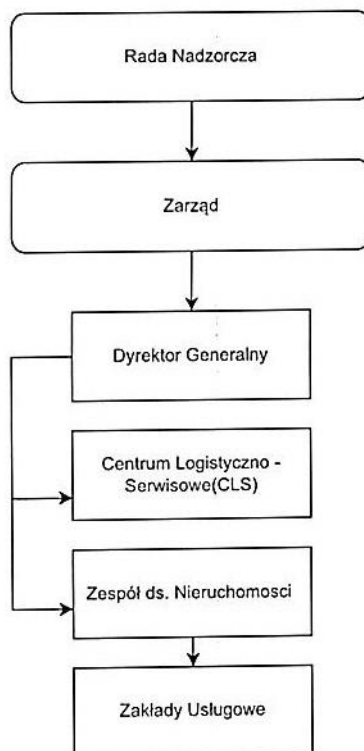 Rada Nadzorcza
Zarząd
Dyrektor Generalny
Centrum Logistyczno -
Serwisowe(CLS)
Zespół ds. Nieruchomosci
Zakłady Usługowe